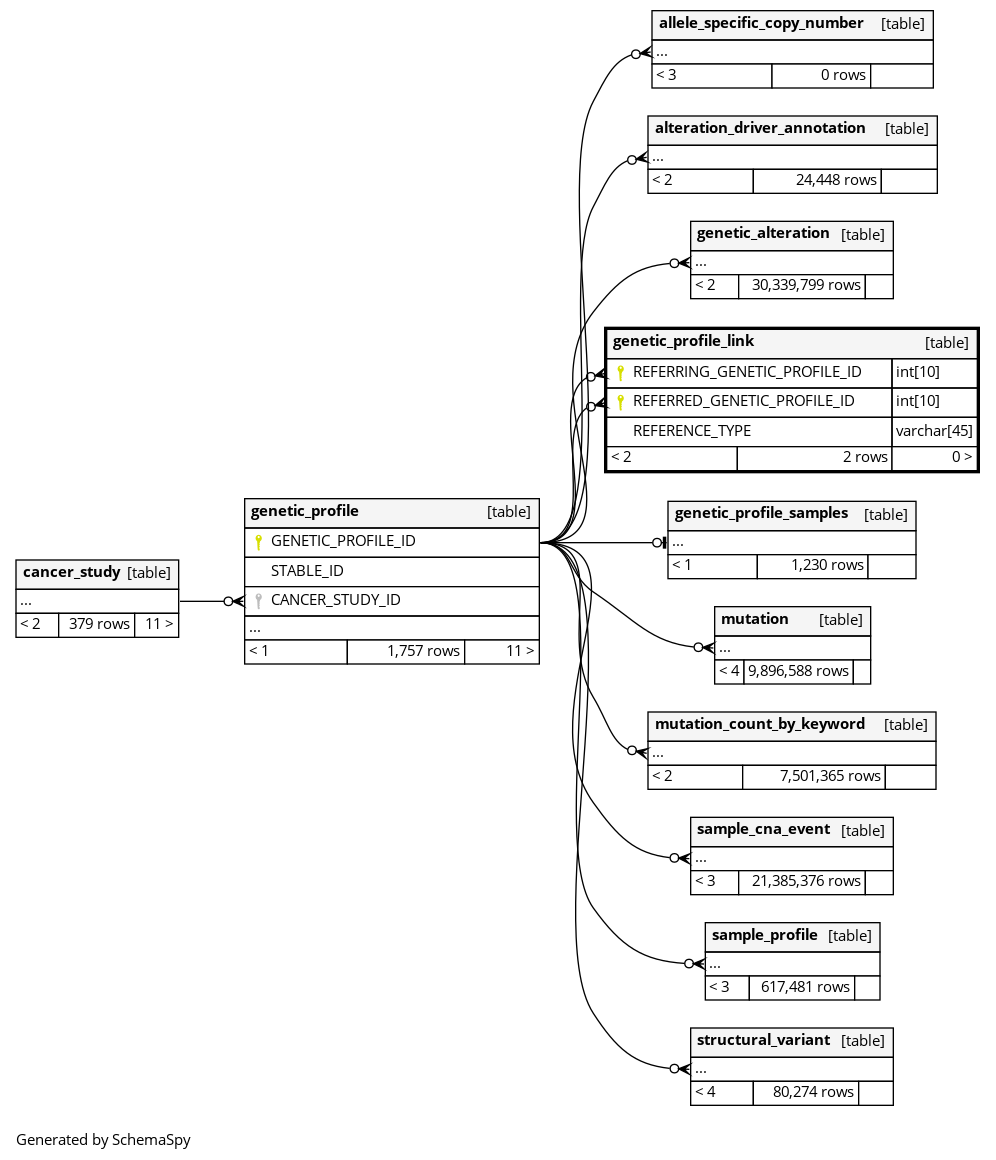 allele_specific_copy_number [table]
...
< 3 0 rows
alteration_driver_annotation [table]
...
< 2 24,448 rows
genetic_alteration [table]
...
< 2 30,339,799 rows
genetic_profile_link [table]
REFERRING_GENETIC_PROFILE_ID int[10]
REFERRED_GENETIC_PROFILE_ID int[10]
REFERENCE_TYPE varchar[45]
< 2 2 rows 0 >
genetic_profile [table]
GENETIC_PROFILE_ID
STABLE_ID
CANCER_STUDY_ID
...
< 1 1,757 rows 11 >
cancer_study [table]
...
< 2 379 rows 11 >
genetic_profile_samples [table]
...
< 1 1,230 rows
mutation [table]
...
< 4 9,896,588 rows
mutation_count_by_keyword [table]
...
< 2 7,501,365 rows
sample_cna_event [table]
...
< 3 21,385,376 rows
sample_profile [table]
...
< 3 617,481 rows
structural_variant [table]
...
< 4 80,274 rows
Generated by SchemaSpy